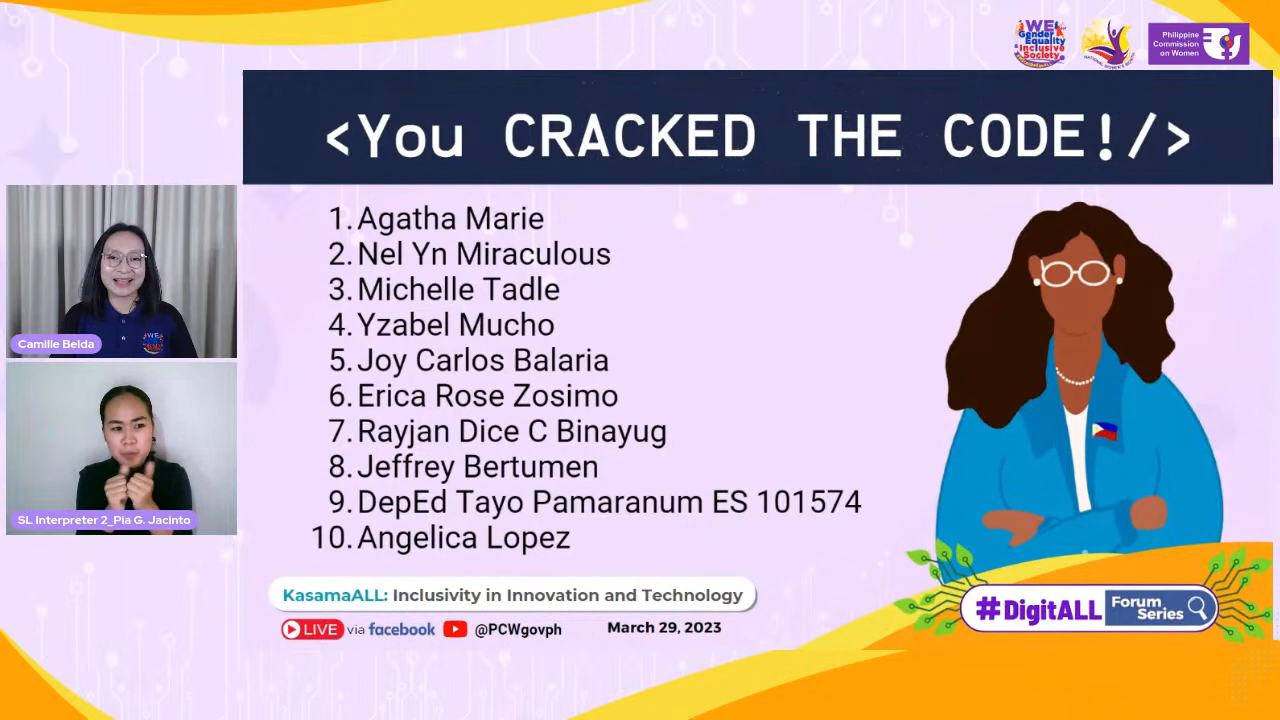 WE
Gender
Equality
Inclusive
Society
Philippine
Commission
on Women
<You CRACKED THE CODE!/>
1. Agatha Marie
2. Nel Yn Miraculous
3. Michelle Tadle
4. Yzabel Mucho
5. Joy Carlos Balaria
6. Erica Rose Zosimo
7. Rayjan Dice C Binayug
8. Jeffrey Bertumen
9. DepEd Tayo Pamaranum ES 101574
10. Angelica Lopez
Camille Belda
SL Interpreter 2_Pia G. Jacinto
KasamaALL: Inclusivity in Innovation and Technology
LIVE via facebook @PCWgovph March 29, 2023
#DigitALL Forum Series